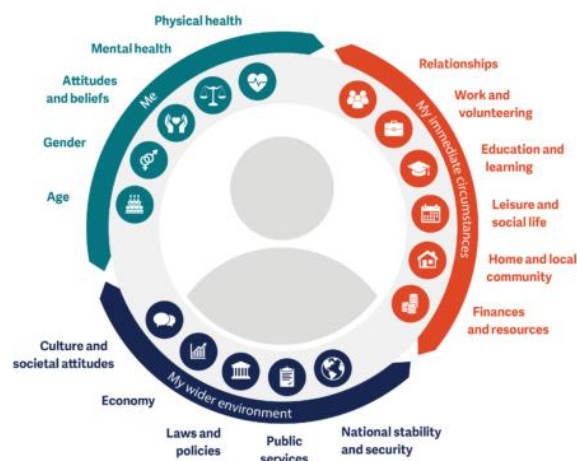 Physical health
Mental health
Attitudes
and beliefs
Gender
Age
Me
Relationships
Work and
volunteering
Education and
learning
Leisure and
social life
Home and local
community
Finances
and resources
My immediate circumstances
Culture and
societal attitudes
Economy
Laws and
policies
Public
services
National stability
and security
My wider environment